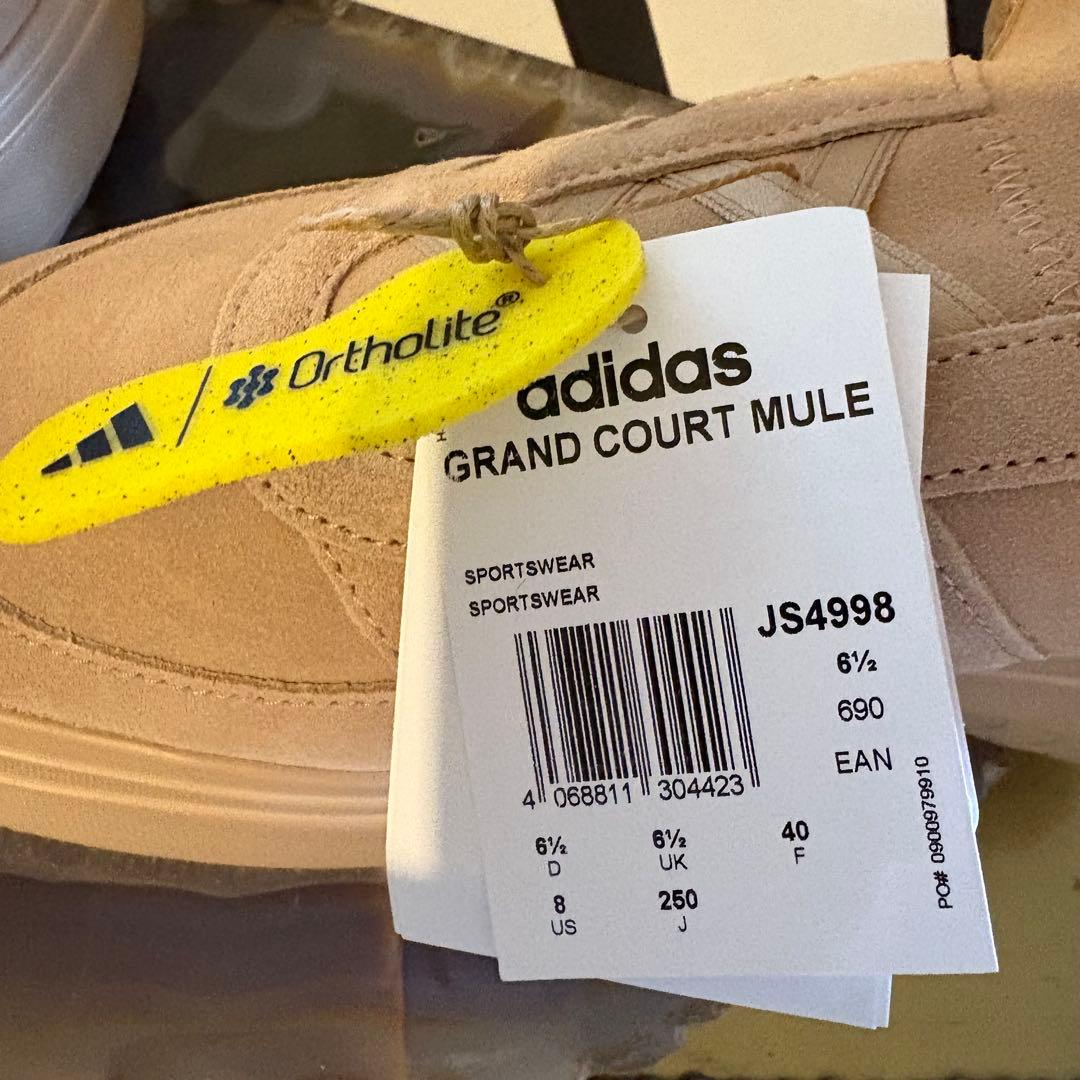 Ortholite®
adidas
GRAND COURT MULE
SPORTSWEAR
SPORTSWEAR
JS4998
6½
690
EAN
4 068811 304423
6½ 6½ 40
D UK F
8 250
US J
PO# 0900979910